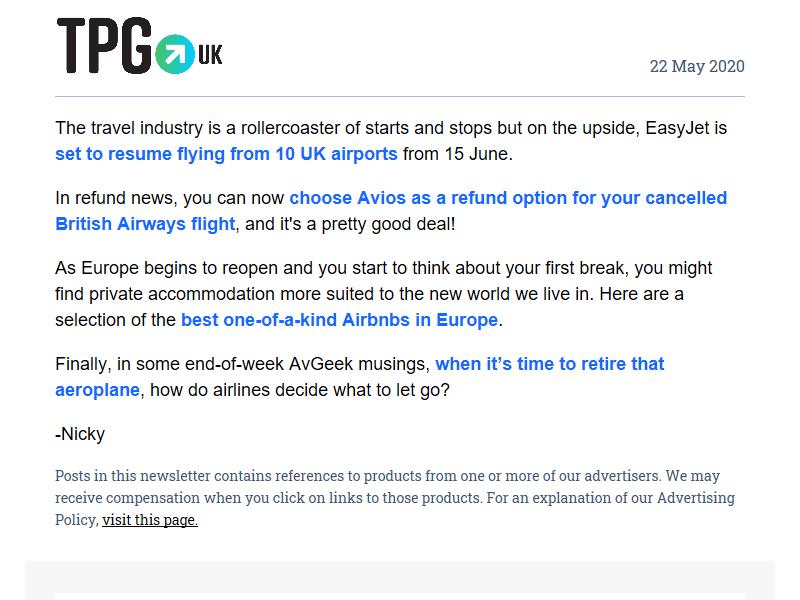 TPG UK
22 May 2020
The travel industry is a rollercoaster of starts and stops but on the upside, EasyJet is
set to resume flying from 10 UK airports from 15 June.
In refund news, you can now choose Avios as a refund option for your cancelled
British Airways flight, and it's a pretty good deal!
As Europe begins to reopen and you start to think about your first break, you might
find private accommodation more suited to the new world we live in. Here are a
selection of the best one-of-a-kind Airbnbs in Europe.
Finally, in some end-of-week AvGeek musings, when it’s time to retire that
aeroplane, how do airlines decide what to let go?
-Nicky
Posts in this newsletter contains references to products from one or more of our advertisers. We may
receive compensation when you click on links to those products. For an explanation of our Advertising
Policy, visit this page.